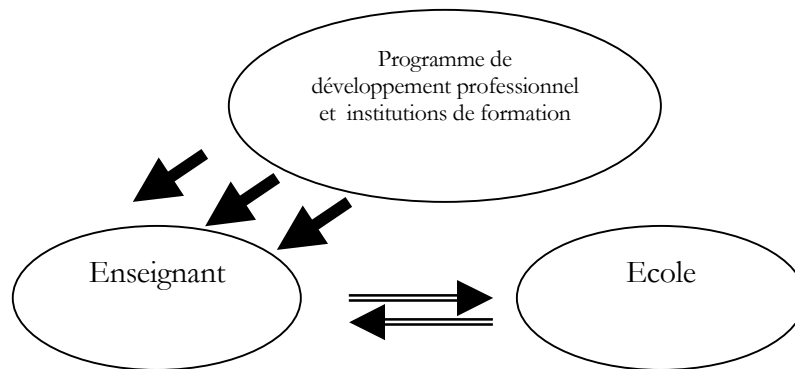 Programme de
développement professionnel
et institutions de formation
Enseignant
Ecole